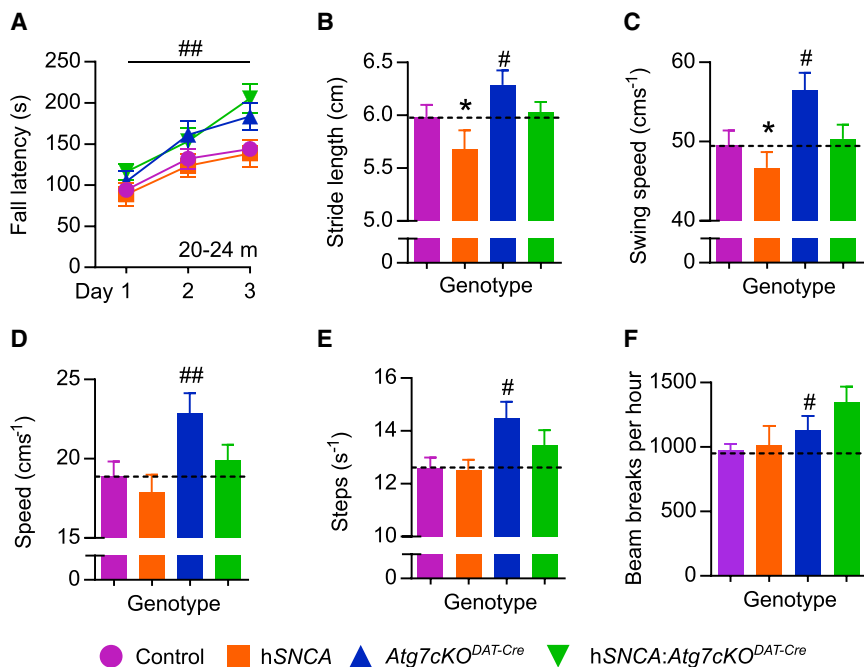 A
##
Fall latency (s)
250
200
150
100
50
0
20-24 m
Day 1 2 3
B
Stride length (cm)
6.5
6.0
5.5
5.0
0
*
#
Genotype
C
Swing speed (cms-1)
60
50
40
0
*
#
Genotype
D
Speed (cms-1)
25
20
15
0
##
Genotype
E
Steps (s-1)
16
14
12
10
0
#
Genotype
F
Beam breaks per hour
1500
1000
500
0
#
Genotype
Control hSNCA Atg7cKODAT-Cre hSNCA:Atg7cKODAT-Cre